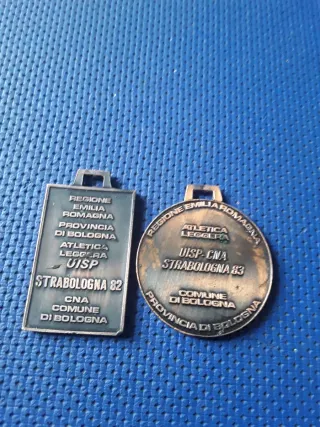 REGIONE
EMILIA
ROMAGNA
PROVINCIA
DI BOLOGNA
ATLETICA
LEGGERA
UISP
STRABOLOGNA 82
CNA
COMUNE
DI BOLOGNA
REGIONE EMILIA ROMAGNA
ATLETICA
LEGGERA
UISP-CNA
STRABOLOGNA 83
COMUNE
DI BOLOGNA
PROVINCIA DI BOLOGNA